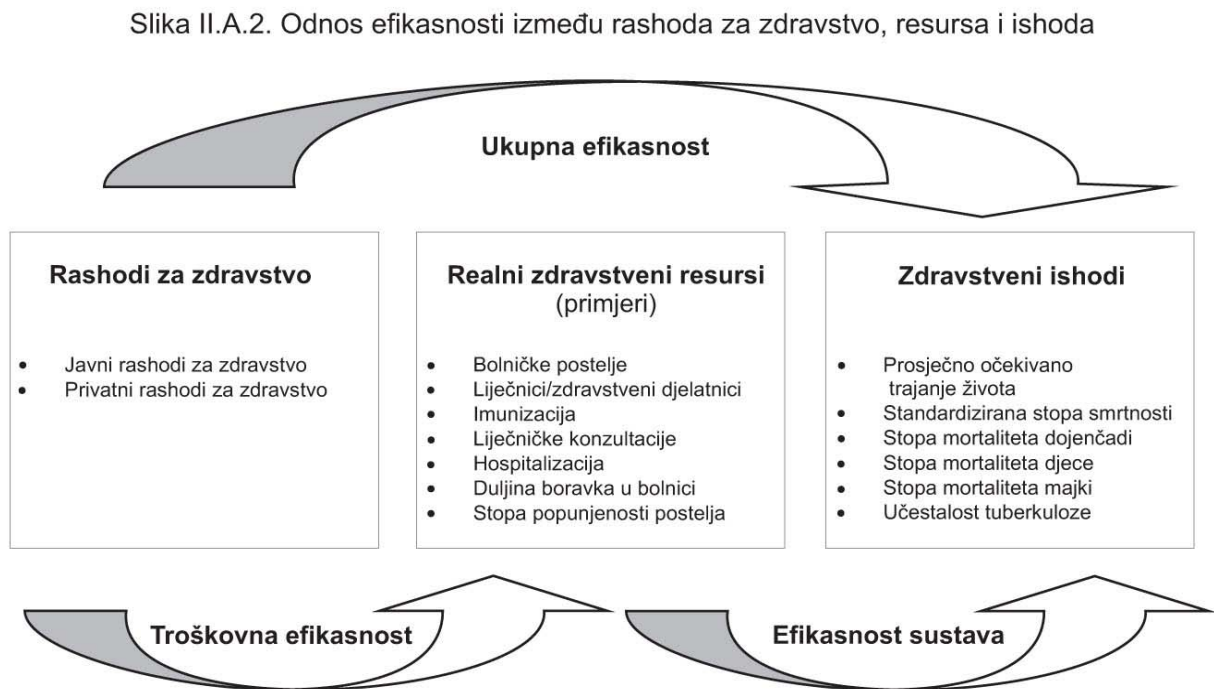 Slika II.A.2. Odnos efikasnosti između rashoda za zdravstvo, resursa i ishoda
Ukupna efikasnost
Rashodi za zdravstvo
• Javni rashodi za zdravstvo
• Privatni rashodi za zdravstvo
Realni zdravstveni resursi
(primjeri)
• Bolničke postelje
• Liječnici/zdravstveni djelatnici
• Imunizacija
• Liječničke konzultacije
• Hospitalizacija
• Duljina boravka u bolnici
• Stopa popunjenosti postelja
Zdravstveni ishodi
• Prosječno očekivano
trajanje života
• Standardizirana stopa smrtnosti
• Stopa mortaliteta dojenčadi
• Stopa mortaliteta djece
• Stopa mortaliteta majki
• Učestalost tuberkuloze
Troškovna efikasnost
Efikasnost sustava